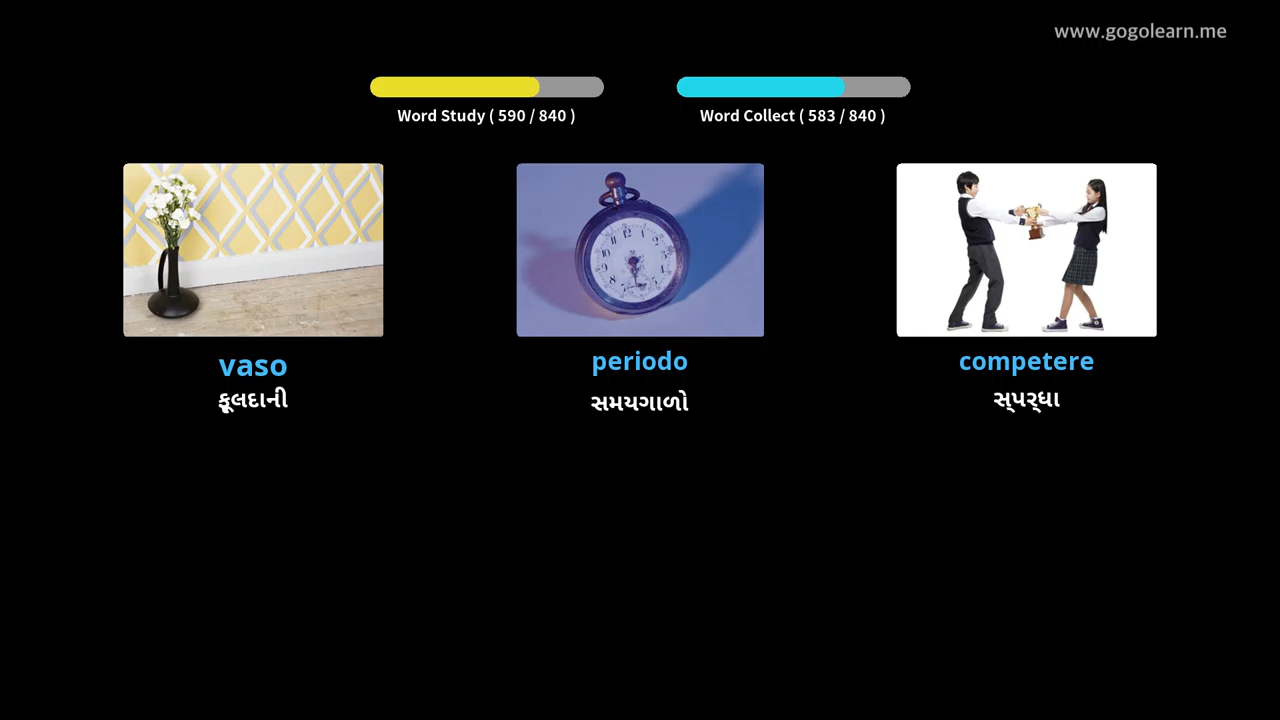 www.gogolearn.me
Word Study ( 590 / 840 )
Word Collect ( 583 / 840 )
vaso
ફૂલદાની
periodo
સમયગાળો
competere
સ્પર્ધા